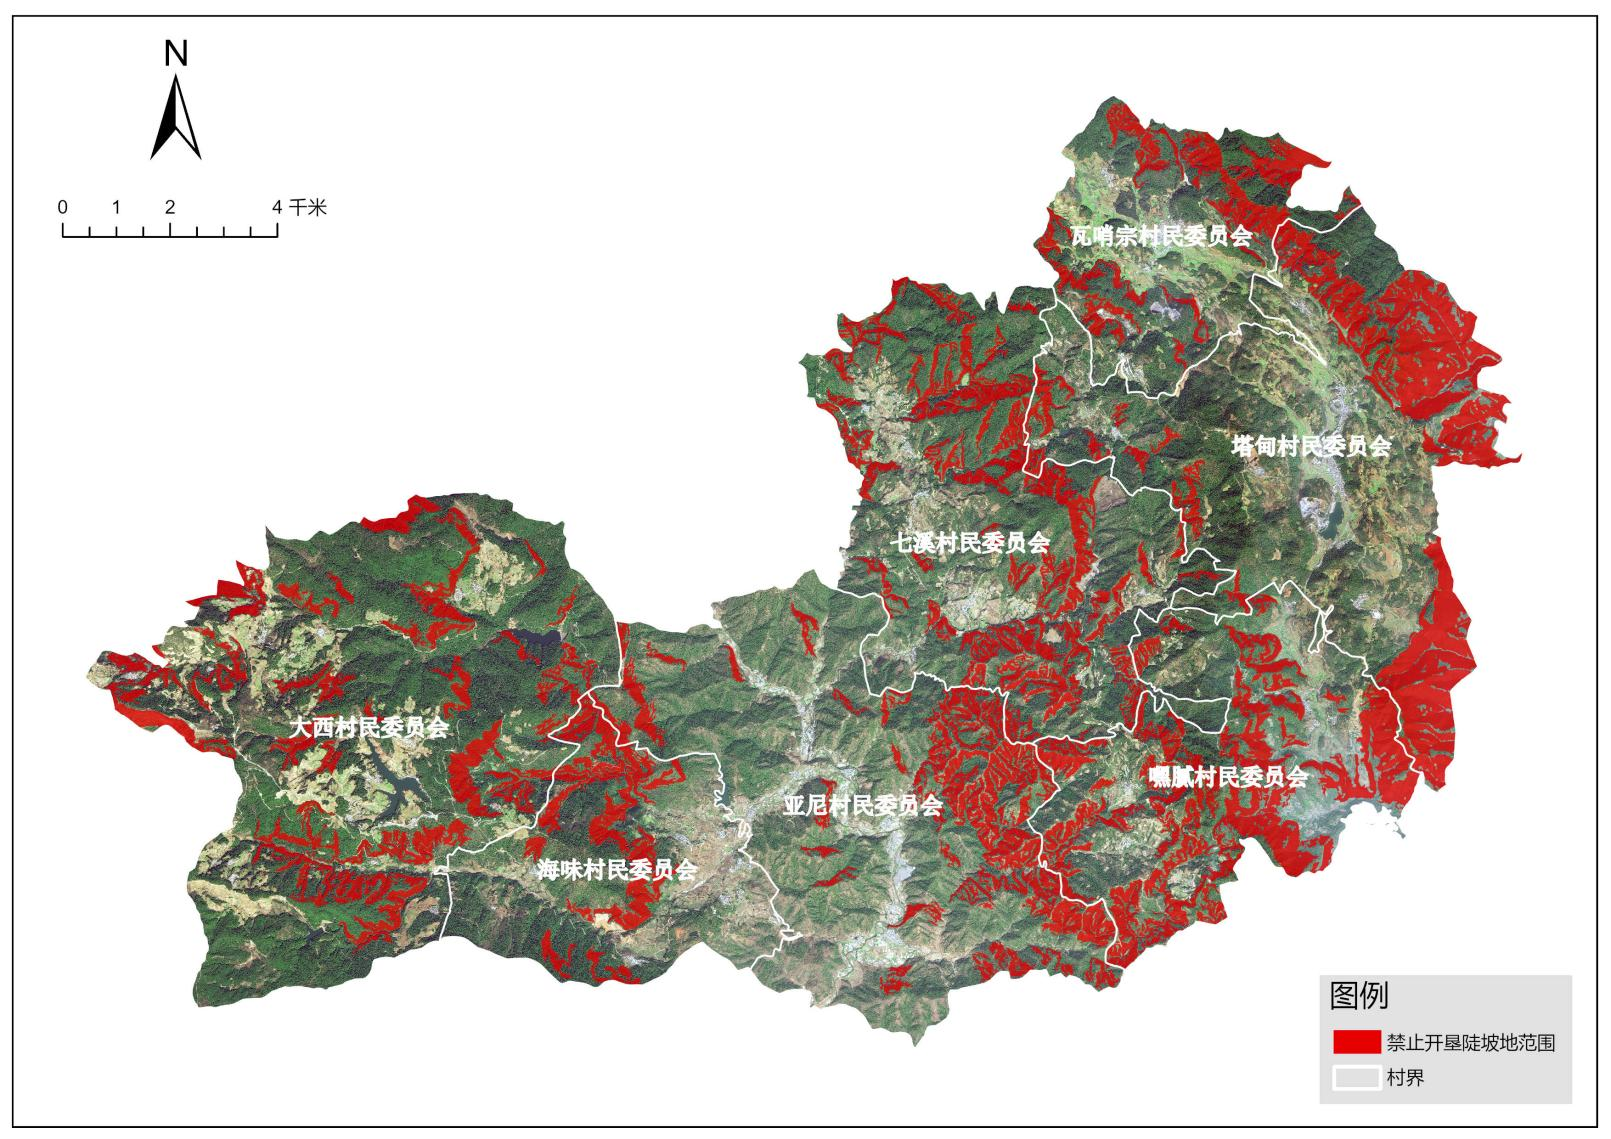 N
0 1 2 4 千米
瓦哨宗村民委员会
塔甸村民委员会
七溪村民委员会
大西村民委员会
嘿腻村民委员会
亚尼村民委员会
海味村民委员会
图例
禁止开垦陡坡地范围
村界